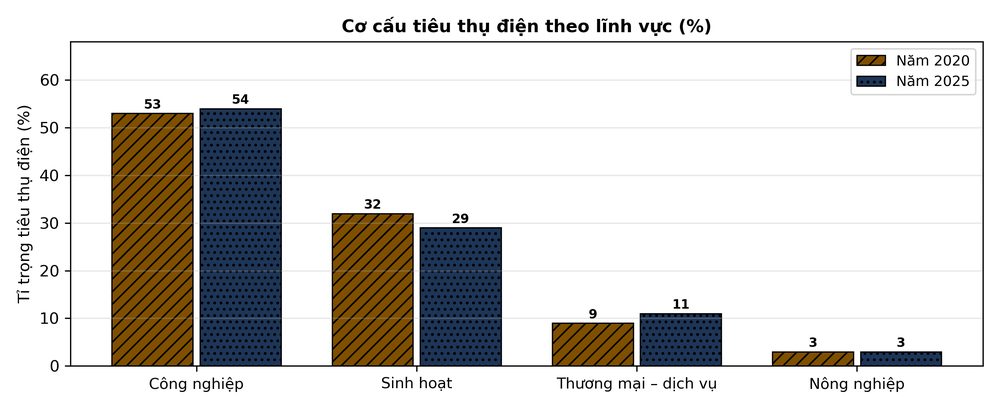 Cơ cấu tiêu thụ điện theo lĩnh vực (%)
Năm 2020
Năm 2025
Tỉ trọng tiêu thụ điện (%)
60
50
40
30
20
10
0
53
54
32
29
9
11
3
3
Công nghiệp
Sinh hoạt
Thương mại – dịch vụ
Nông nghiệp